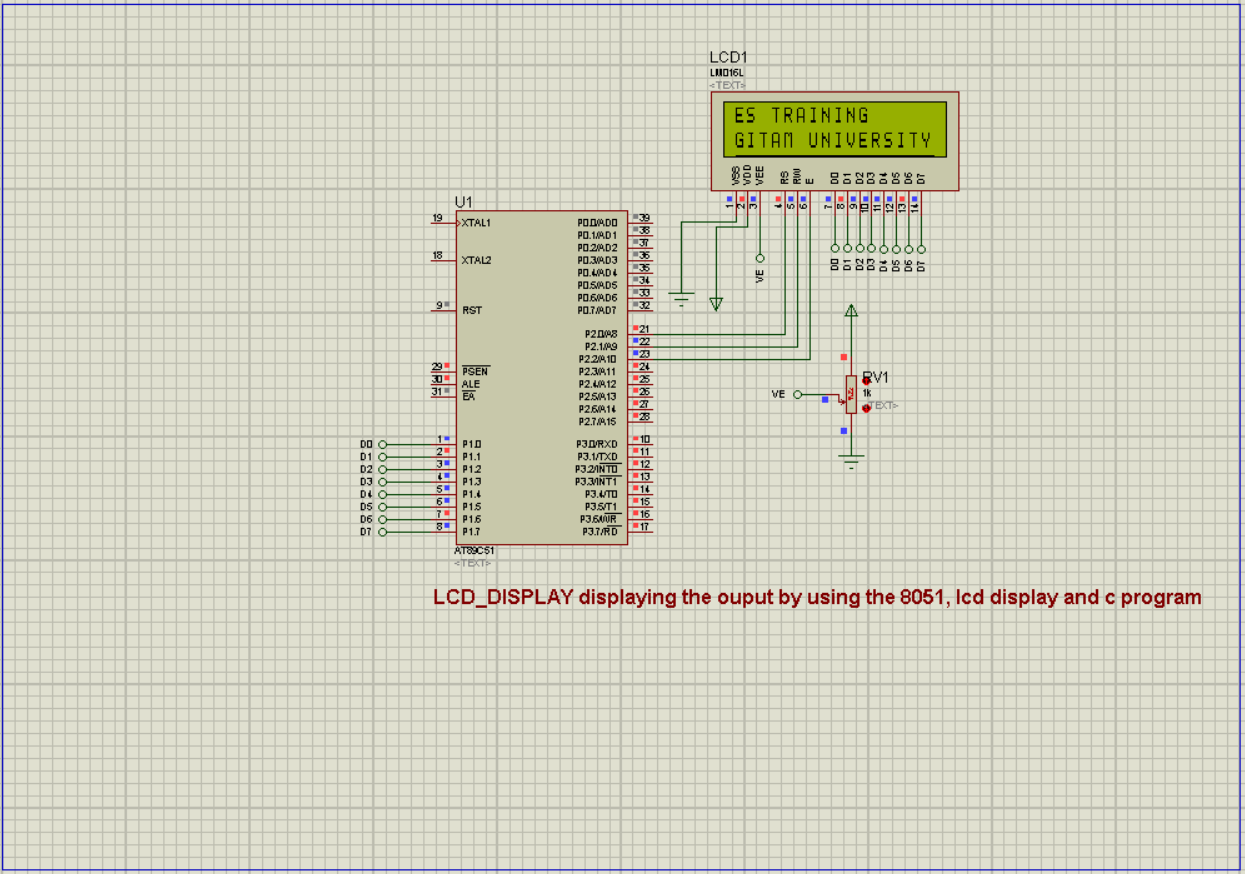 LCD1
LM016L
<TEXT>
ES TRAINING
GITAM UNIVERSITY
VSS VDD VEE RS RW E D0 D1 D2 D3 D4 D5 D6 D7
1 2 3 4 5 6 7 8 9 10 11 12 13 14
D0 D1 D2 D3 D4 D5 D6 D7
VE
U1
19 XTAL1 P0.0/AD0 39
P0.1/AD1 38
P0.2/AD2 37
18 XTAL2 P0.3/AD3 36
P0.4/AD4 35
P0.5/AD5 34
P0.6/AD6 33
9 RST P0.7/AD7 32
P2.0/A8 21
P2.1/A9 22
P2.2/A10 23
29 PSEN P2.3/A11 24
30 ALE P2.4/A12 25
31 EA P2.5/A13 26
P2.6/A14 27
P2.7/A15 28
D0 1 P1.0 P3.0/RXD 10
D1 2 P1.1 P3.1/TXD 11
D2 3 P1.2 P3.2/INT0 12
D3 4 P1.3 P3.3/INT1 13
D4 5 P1.4 P3.4/T0 14
D5 6 P1.5 P3.5/T1 15
D6 7 P1.6 P3.6/WR 16
D7 8 P1.7 P3.7/RD 17
AT89C51
<TEXT>
RV1
VE
1k
<TEXT>
LCD_DISPLAY displaying the ouput by using the 8051, lcd display and c program